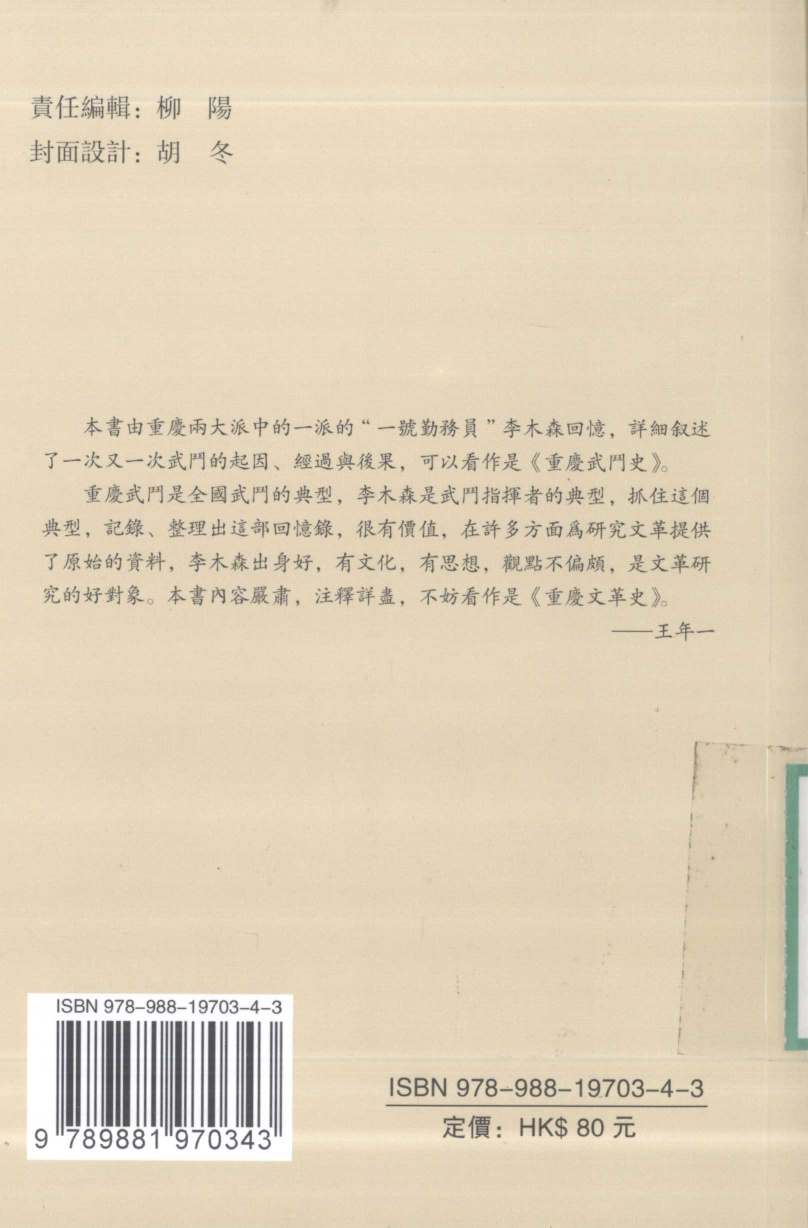 責任編輯：柳　陽
封面設計：胡　冬
本書由重慶兩大派中的一派的“一號勤務員”李木森回憶，詳細叙述
了一次又一次武鬥的起因、經過與後果，可以看作是《重慶武鬥史》。
重慶武鬥是全國武鬥的典型，李木森是武鬥指揮者的典型，抓住這個
典型，記錄、整理出這部回憶錄，很有價值，在許多方面爲研究文革提供
了原始的資料，李木森出身好，有文化，有思想，觀點不偏頗，是文革研
究的好對象。本書內容嚴肅，注釋詳盡，不妨看作是《重慶文革史》。
——王年一
ISBN 978-988-19703-4-3
9 789881 970343
ISBN 978-988-19703-4-3
定價：HK$ 80 元